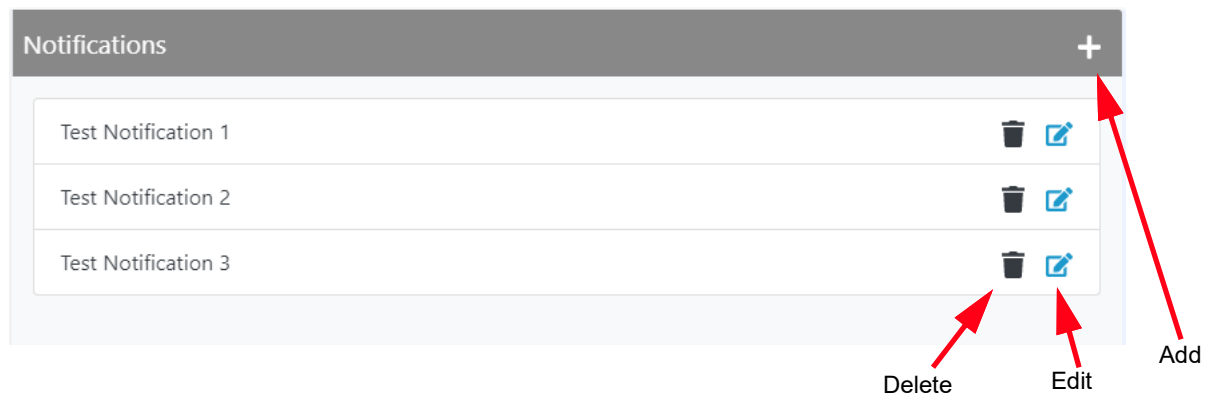 Notifications
Test Notification 1
Test Notification 2
Test Notification 3
Add
Delete
Edit